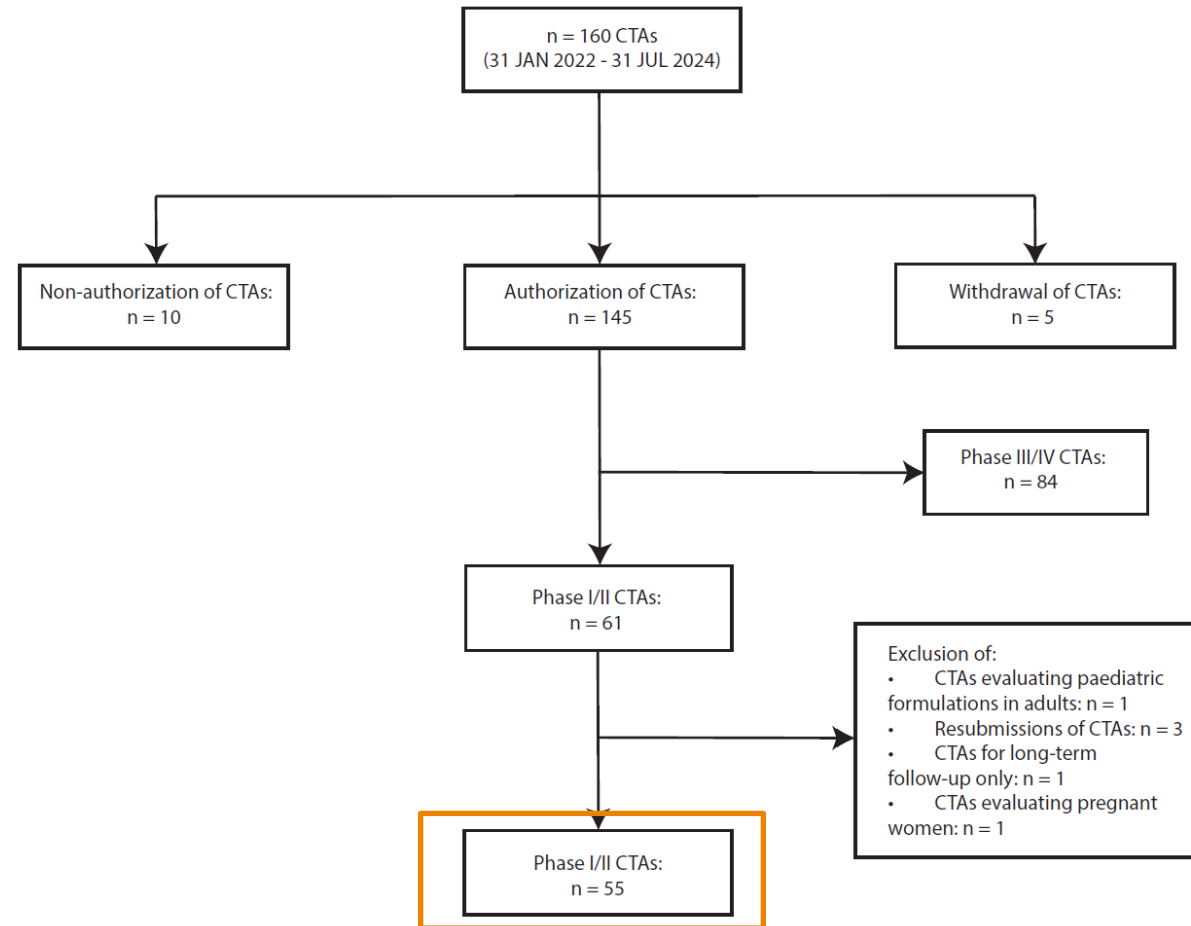 n = 160 CTAs
(31 JAN 2022 - 31 JUL 2024)
Non-authorization of CTAs:
n = 10
Authorization of CTAs:
n = 145
Withdrawal of CTAs:
n = 5
Phase III/IV CTAs:
n = 84
Phase I/II CTAs:
n = 61
Exclusion of:
• CTAs evaluating paediatric
formulations in adults: n = 1
• Resubmissions of CTAs: n = 3
• CTAs for long-term
follow-up only: n = 1
• CTAs evaluating pregnant
women: n = 1
Phase I/II CTAs:
n = 55